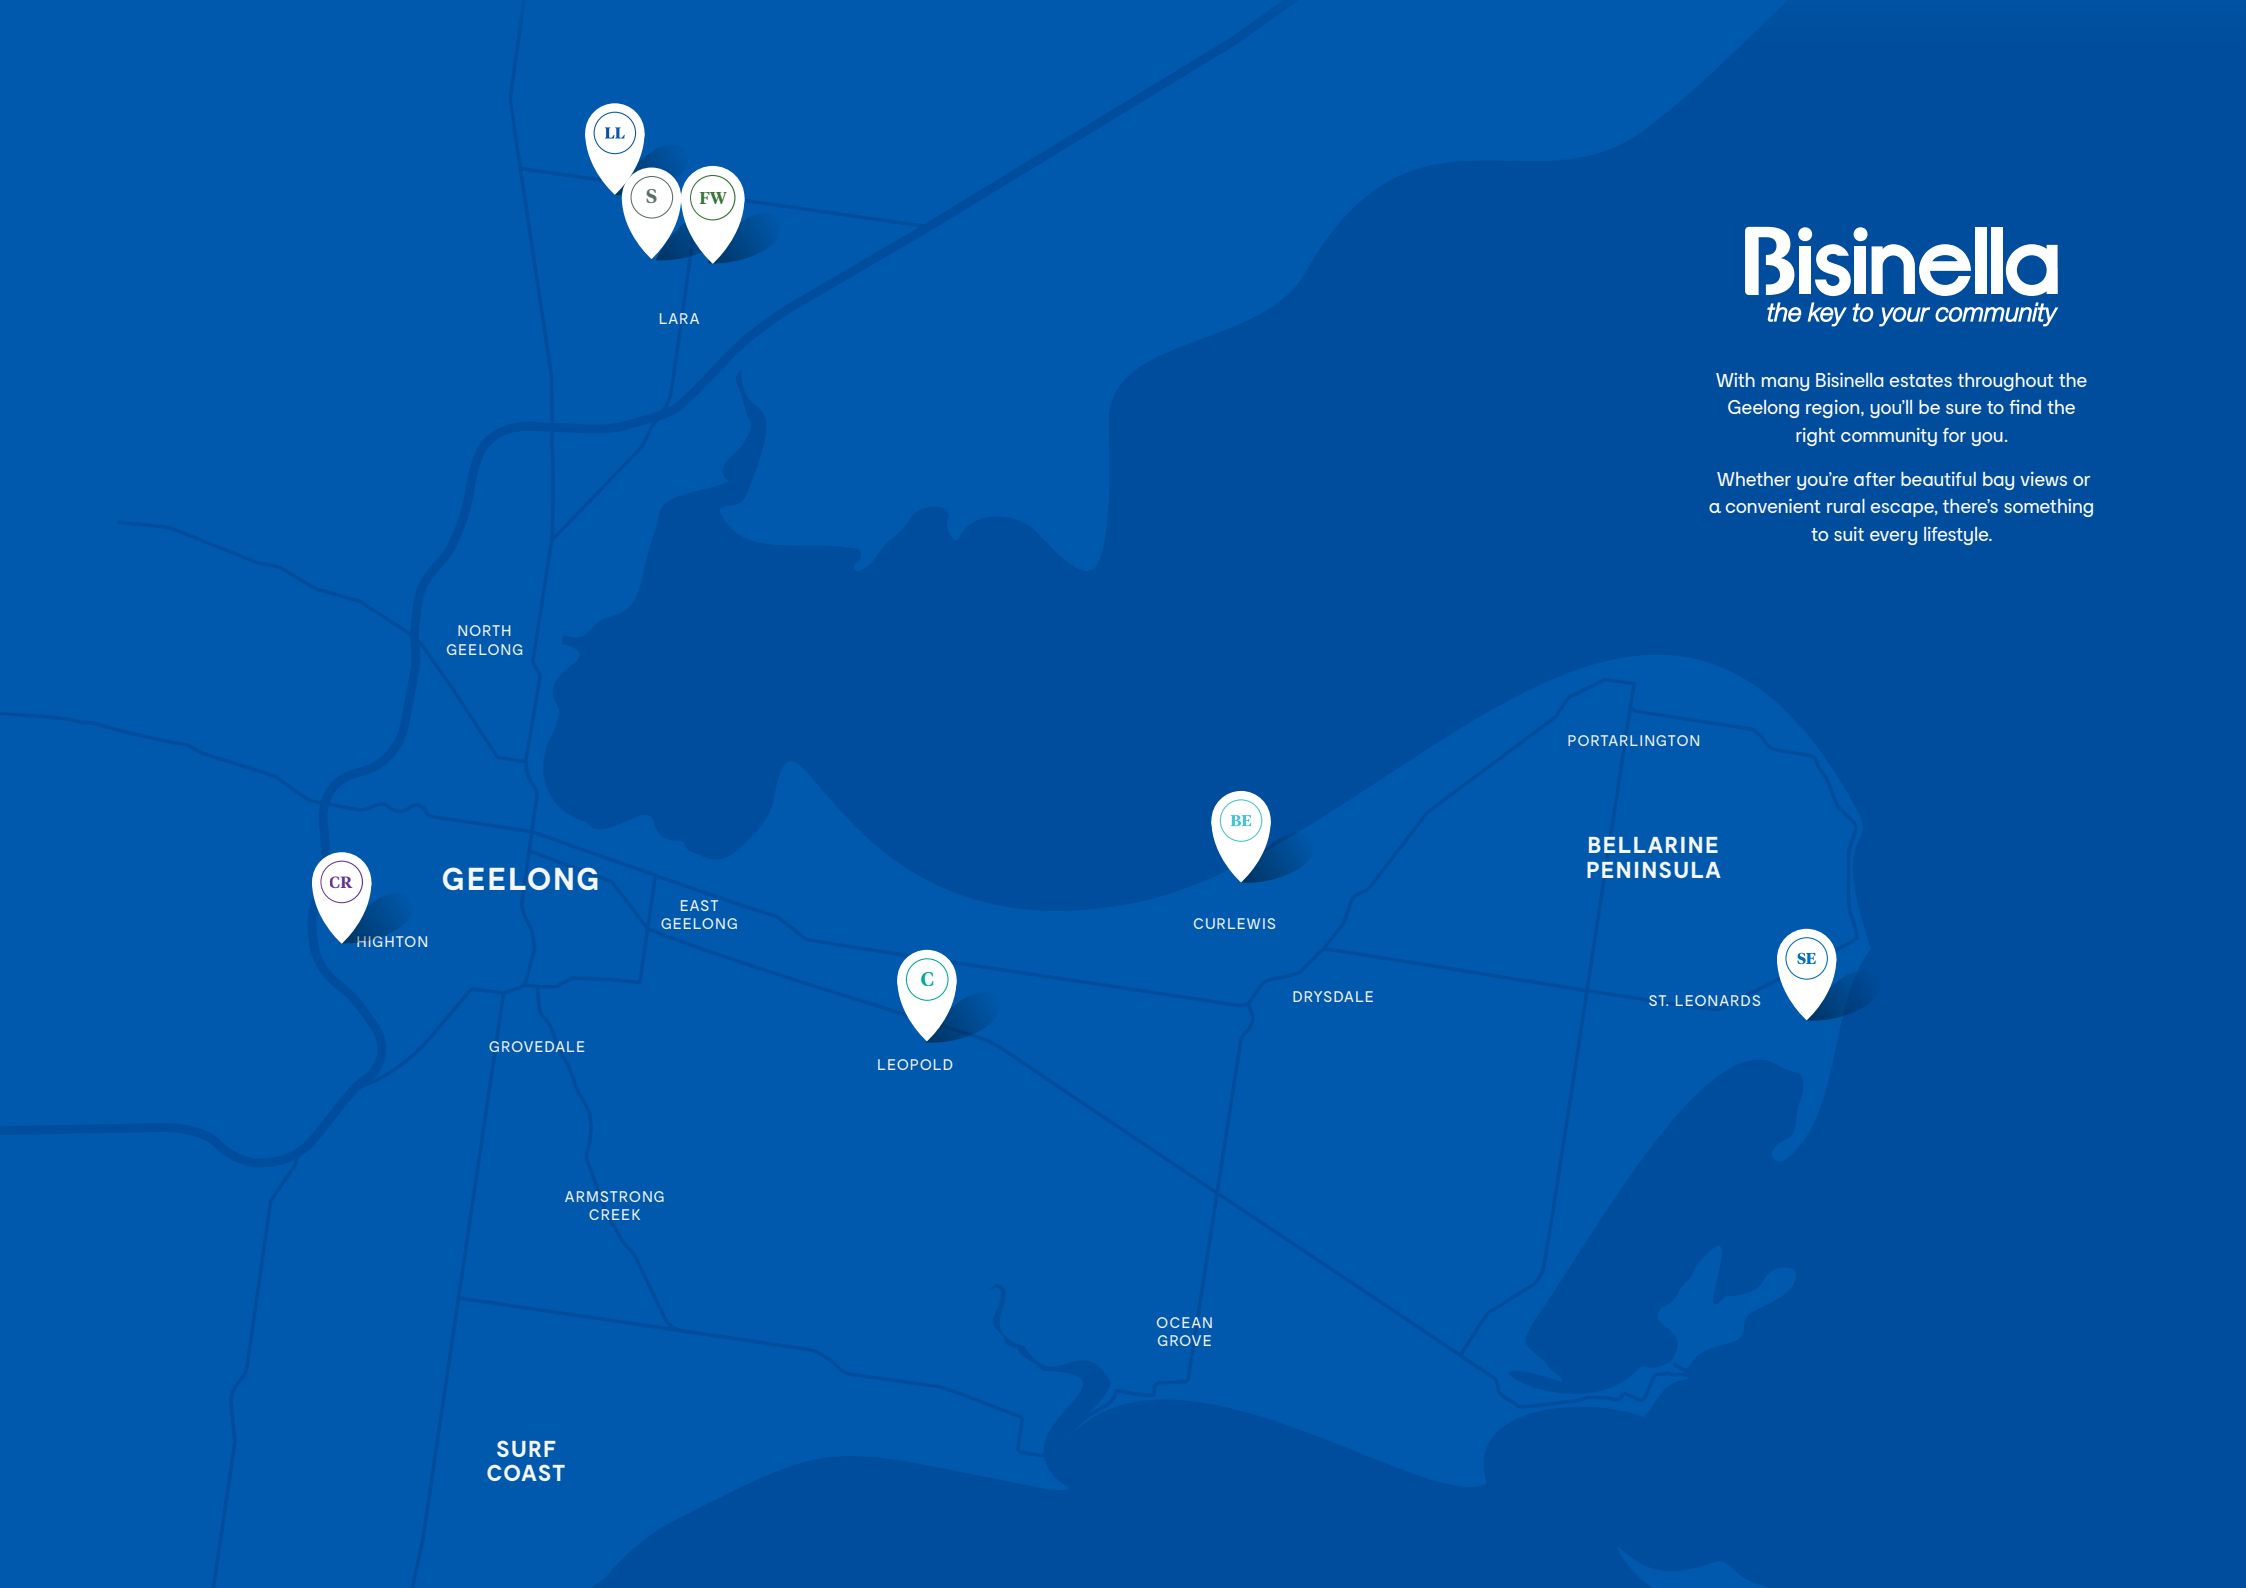 LL
S
FW
LARA
Bisinella
the key to your community
With many Bisinella estates throughout the
Geelong region, you'll be sure to find the
right community for you.
Whether you're after beautiful bay views or
a convenient rural escape, there's something
to suit every lifestyle.
NORTH
GEELONG
PORTARLINGTON
BE
BELLARINE
PENINSULA
CR
GEELONG
EAST
GEELONG
CURLEWIS
HIGHTON
SE
C
DRYSDALE
ST. LEONARDS
GROVEDALE
LEOPOLD
ARMSTRONG
CREEK
OCEAN
GROVE
SURF
COAST